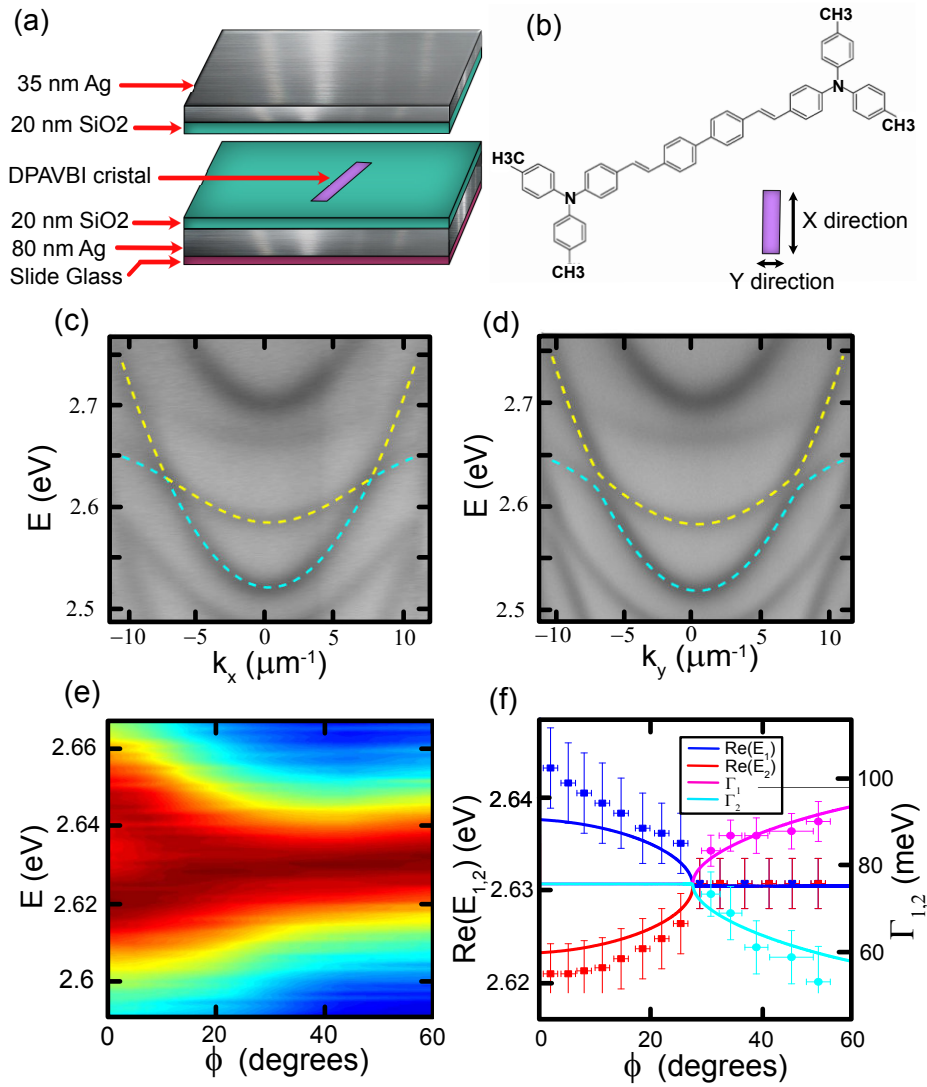 (a)
35 nm Ag
20 nm SiO2
DPAVBI cristal
20 nm SiO2
80 nm Ag
Slide Glass
(b)
CH3
N
CH3
H3C
N
CH3
X direction
Y direction
(c)
E (eV)
2.7
2.6
2.5
−10 −5 0 5 10
kx (μm-1)
(d)
E (eV)
2.7
2.6
2.5
−10 −5 0 5 10
ky (μm-1)
(e)
E (eV)
2.66
2.64
2.62
2.6
0 20 40 60
ϕ (degrees)
(f)
Re(E1,2) (eV)
2.64
2.63
2.62
Re(E1)
Re(E2)
Γ1
Γ2
100
80
60
Γ1,2 (meV)
0 20 40 60
ϕ (degrees)